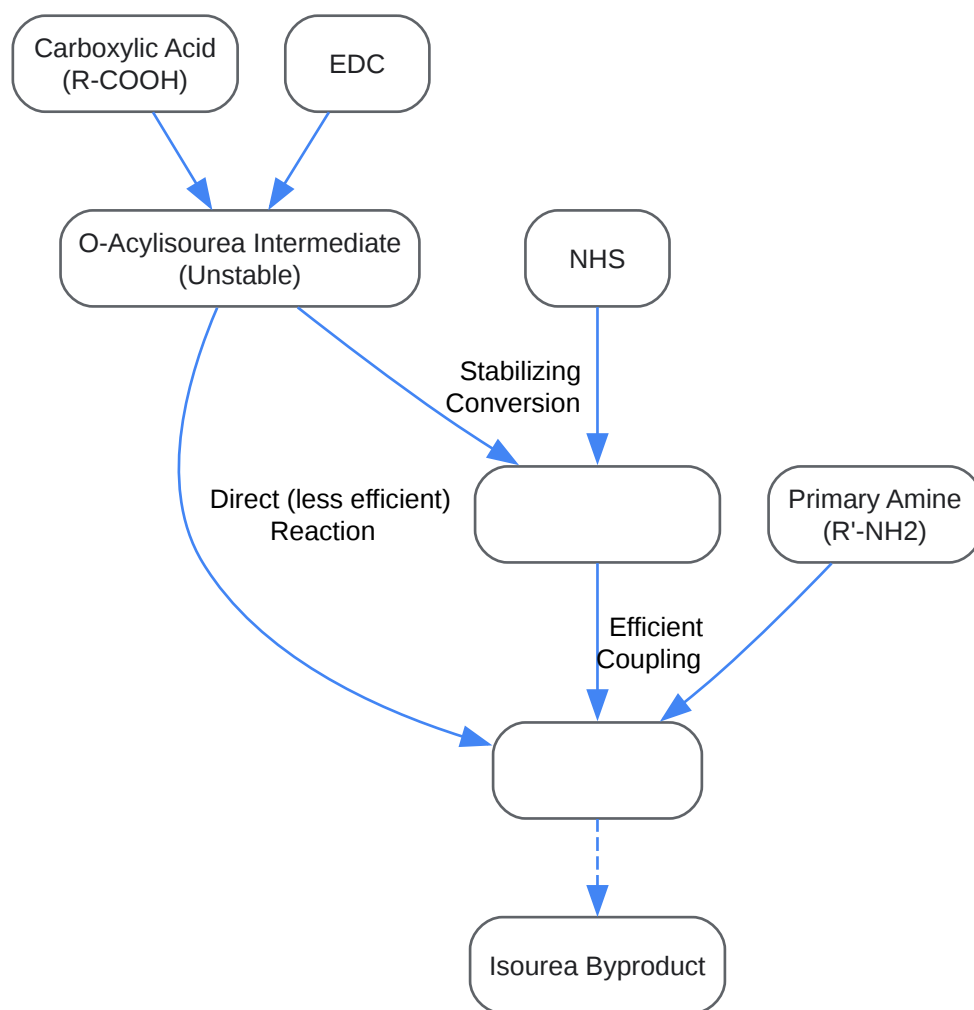 Carboxylic Acid
(R-COOH)
EDC
O-Acylisourea Intermediate
(Unstable)
NHS
Stabilizing
Conversion
Direct (less efficient)
Reaction
Primary Amine
(R'-NH2)
Efficient
Coupling
Isourea Byproduct